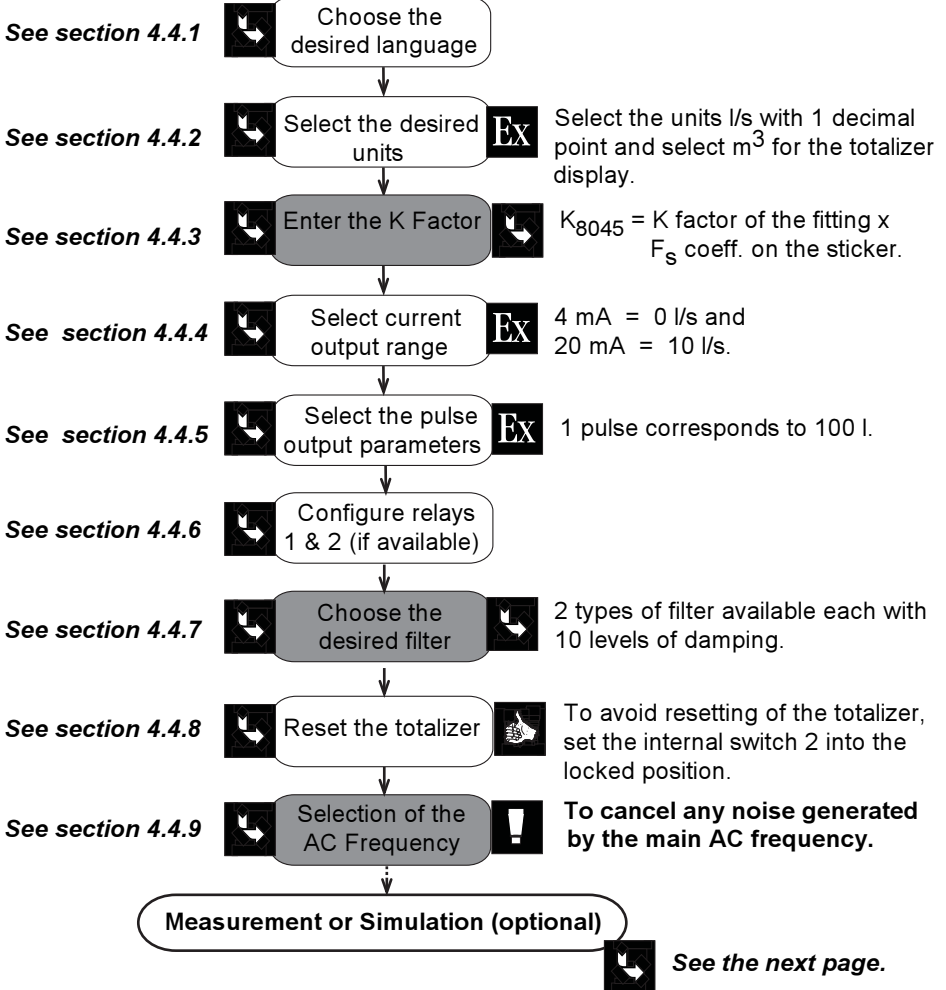 See section 4.4.1
Choose the
desired language
See section 4.4.2
Select the desired
units
Ex
Select the units l/s with 1 decimal
point and select m³ for the totalizer
display.
See section 4.4.3
Enter the K Factor
K8045 = K factor of the fitting x
Fs coeff. on the sticker.
See section 4.4.4
Select current
output range
Ex
4 mA = 0 l/s and
20 mA = 10 l/s.
See section 4.4.5
Select the pulse
output parameters
Ex
1 pulse corresponds to 100 l.
See section 4.4.6
Configure relays
1 & 2 (if available)
See section 4.4.7
Choose the
desired filter
2 types of filter available each with
10 levels of damping.
See section 4.4.8
Reset the totalizer
To avoid resetting of the totalizer,
set the internal switch 2 into the
locked position.
See section 4.4.9
Selection of the
AC Frequency
!
To cancel any noise generated
by the main AC frequency.
Measurement or Simulation (optional)
See the next page.